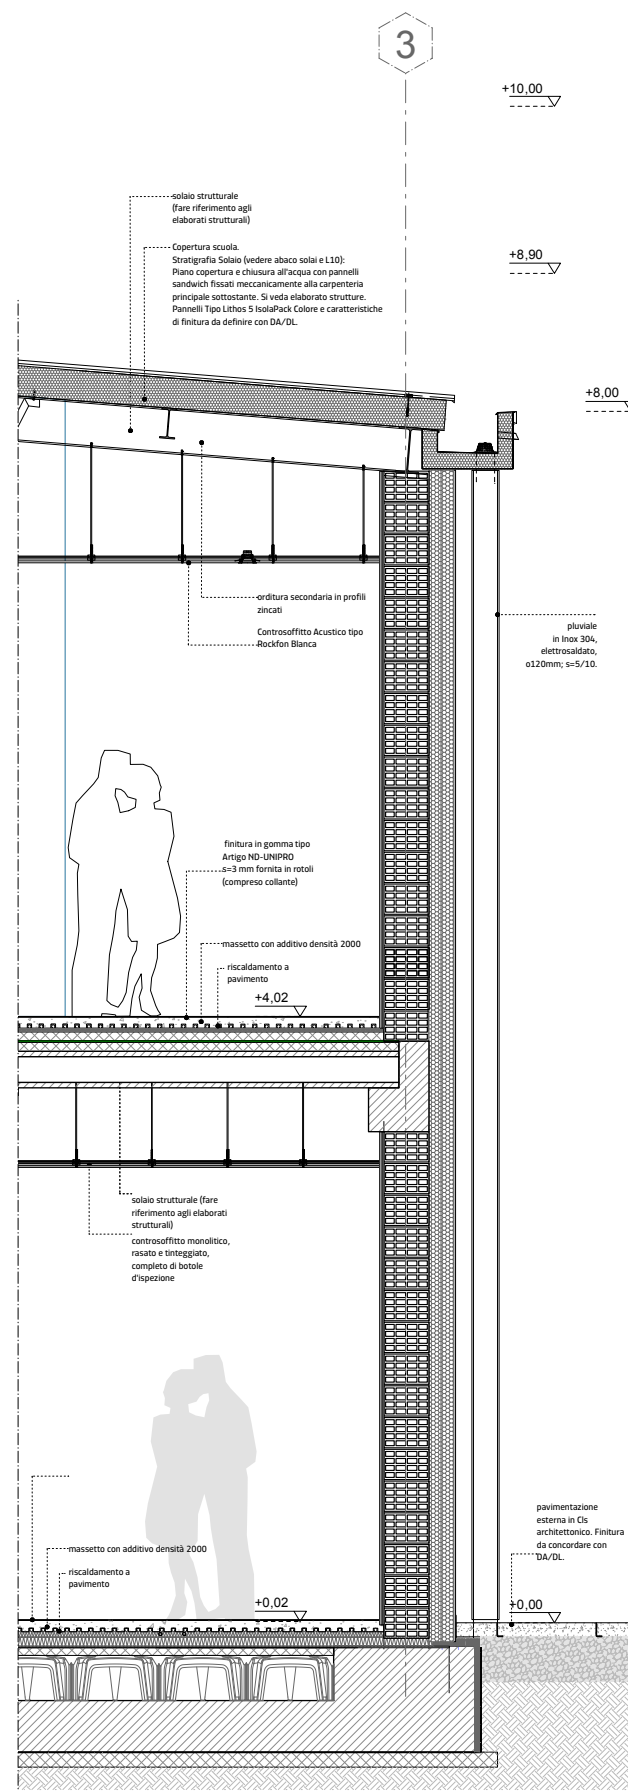 3
+10,00
solaio strutturale
(fare riferimento agli
elaborati strutturali)
Copertura scuola.
Stratigrafia Solaio (vedere abaco solai e L10):
Piano copertura e chiusura all'acqua con pannelli
sandwich fissati meccanicamente alla carpenteria
principale sottostante. Si veda elaborato strutture.
Pannelli Tipo Lithos 5 IsolaPack Colore e caratteristiche
di finitura da definire con DA/DL.
+8,90
+8,00
orditura secondaria in profili
zincati
Controsoffitto Acustico tipo
Rockfon Blanca
pluviale
in Inox 304,
elettrosaldato,
o120mm; s=5/10.
finitura in gomma tipo
Artigo ND-UNIPRO
s=3 mm fornita in rotoli
(compreso collante)
massetto con additivo densità 2000
riscaldamento a
pavimento
+4,02
solaio strutturale (fare
riferimento agli elaborati
strutturali)
controsoffitto monolitico,
rasato e tinteggiato,
completo di botole
d'ispezione
pavimentazione
esterna in Cls
architettonico. Finitura
da concordare con
DA/DL.
massetto con additivo densità 2000
riscaldamento a
pavimento
+0,02
+0,00